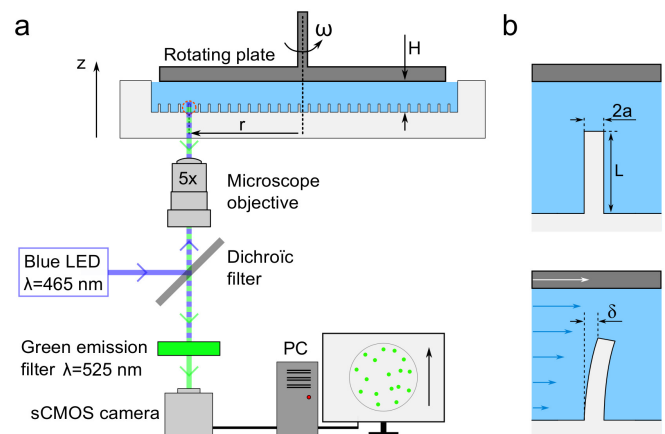 a
b
ω
Rotating plate
H
z
r
2a
L
5x
Microscope
objective
Dichroïc
filter
Blue LED
λ=465 nm
δ
Green emission
filter λ=525 nm
PC
sCMOS camera